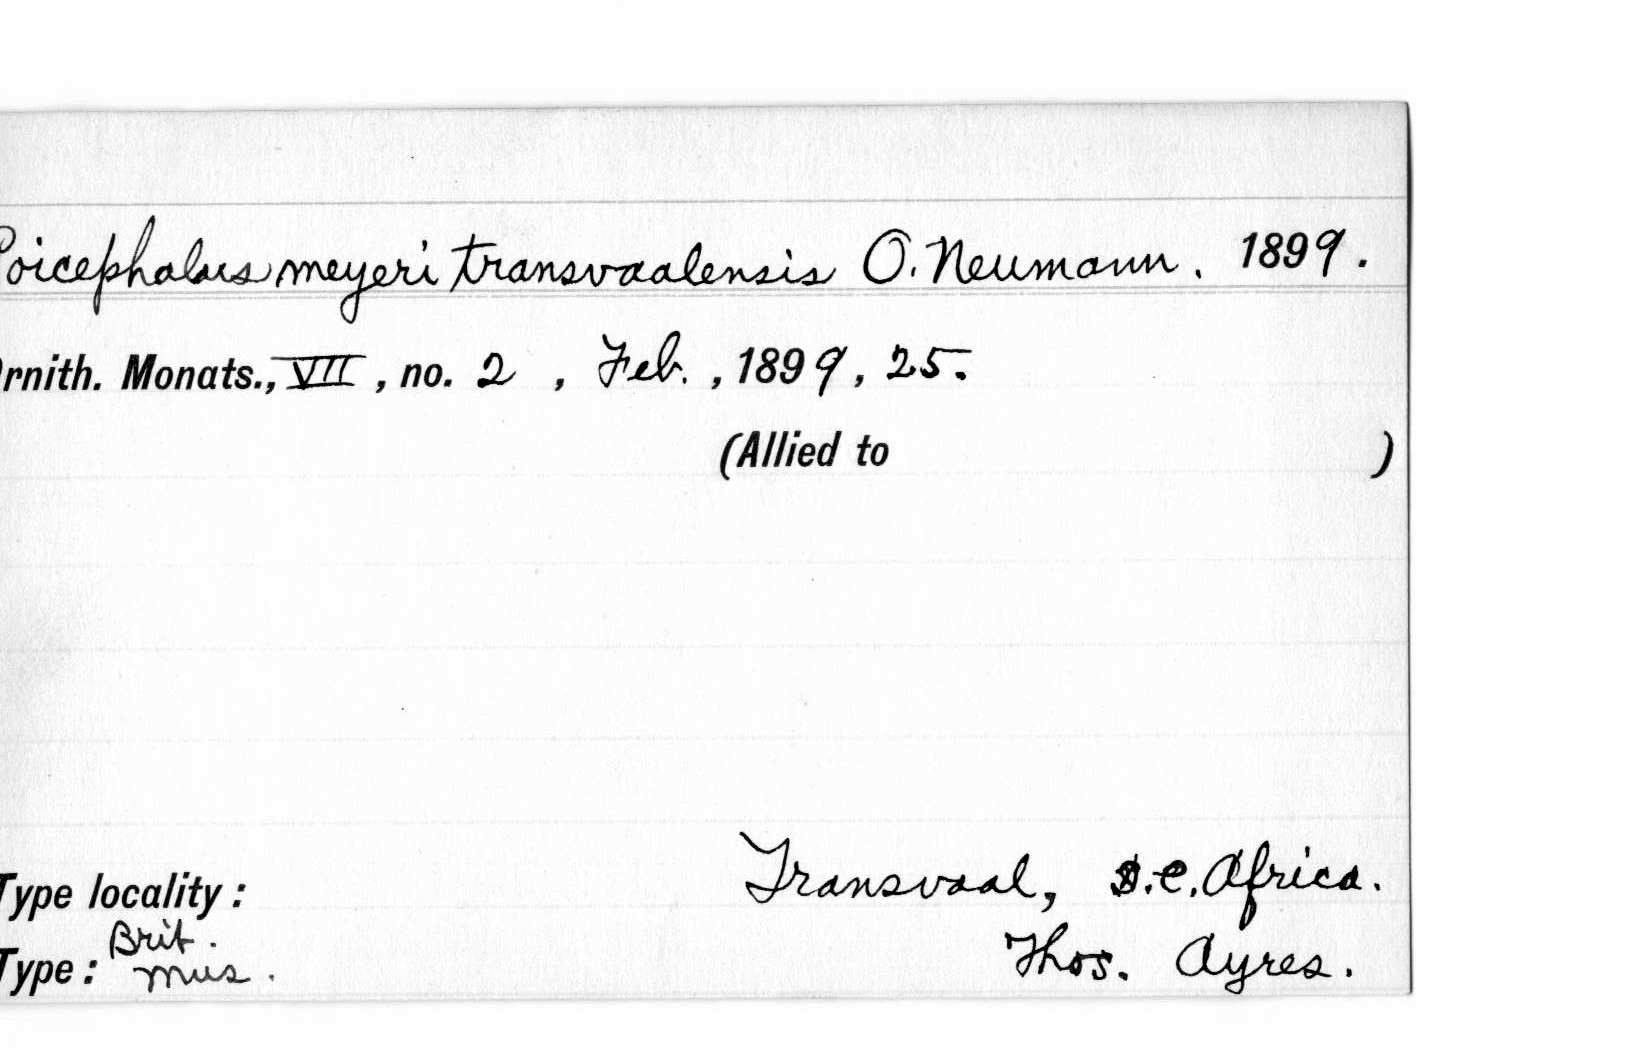 Poicephalus meyeri transvaalensis O. Neumann. 1899.
Ornith. Monats., VII, no. 2, Feb., 1899, 25.
(Allied to )
Type locality: Transvaal, S.E. Africa.
Type: Brit. Mus. Thos. Ayres.